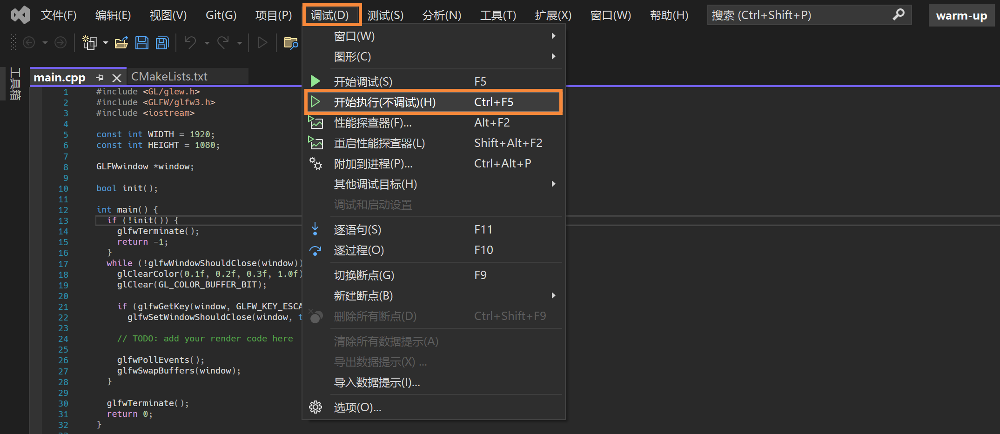 文件(F) 编辑(E) 视图(V) Git(G) 项目(P) 调试(D) 测试(S) 分析(N) 工具(T) 扩展(X) 窗口(W) 帮助(H) 搜索 (Ctrl+Shift+P) warm-up
工具箱
main.cpp CMakeLists.txt
1 #include <GL/glew.h>
2 #include <GLFW/glfw3.h>
3 #include <iostream>
4
5 const int WIDTH = 1920;
6 const int HEIGHT = 1080;
7
8 GLFWwindow *window;
9
10 bool init();
11
12 int main() {
13 if (!init()) {
14 glfwTerminate();
15 return -1;
16 }
17 while (!glfwWindowShouldClose(window))
18 glClearColor(0.1f, 0.2f, 0.3f, 1.0f)
19 glClear(GL_COLOR_BUFFER_BIT);
20
21 if (glfwGetKey(window, GLFW_KEY_ESCA
22 glfwSetWindowShouldClose(window, t
23
24 // TODO: add your render code here
25
26 glfwPollEvents();
27 glfwSwapBuffers(window);
28 }
29
30 glfwTerminate();
31 return 0;
32 }
窗口(W)
图形(C)
开始调试(S) F5
开始执行(不调试)(H) Ctrl+F5
性能探查器(F)... Alt+F2
重启性能探查器(L) Shift+Alt+F2
附加到进程(P)... Ctrl+Alt+P
其他调试目标(H)
调试和启动设置
逐语句(S) F11
逐过程(O) F10
切换断点(G) F9
新建断点(B)
删除所有断点(D) Ctrl+Shift+F9
清除所有数据提示(A)
导出数据提示(X) ...
导入数据提示(I)...
选项(O)...